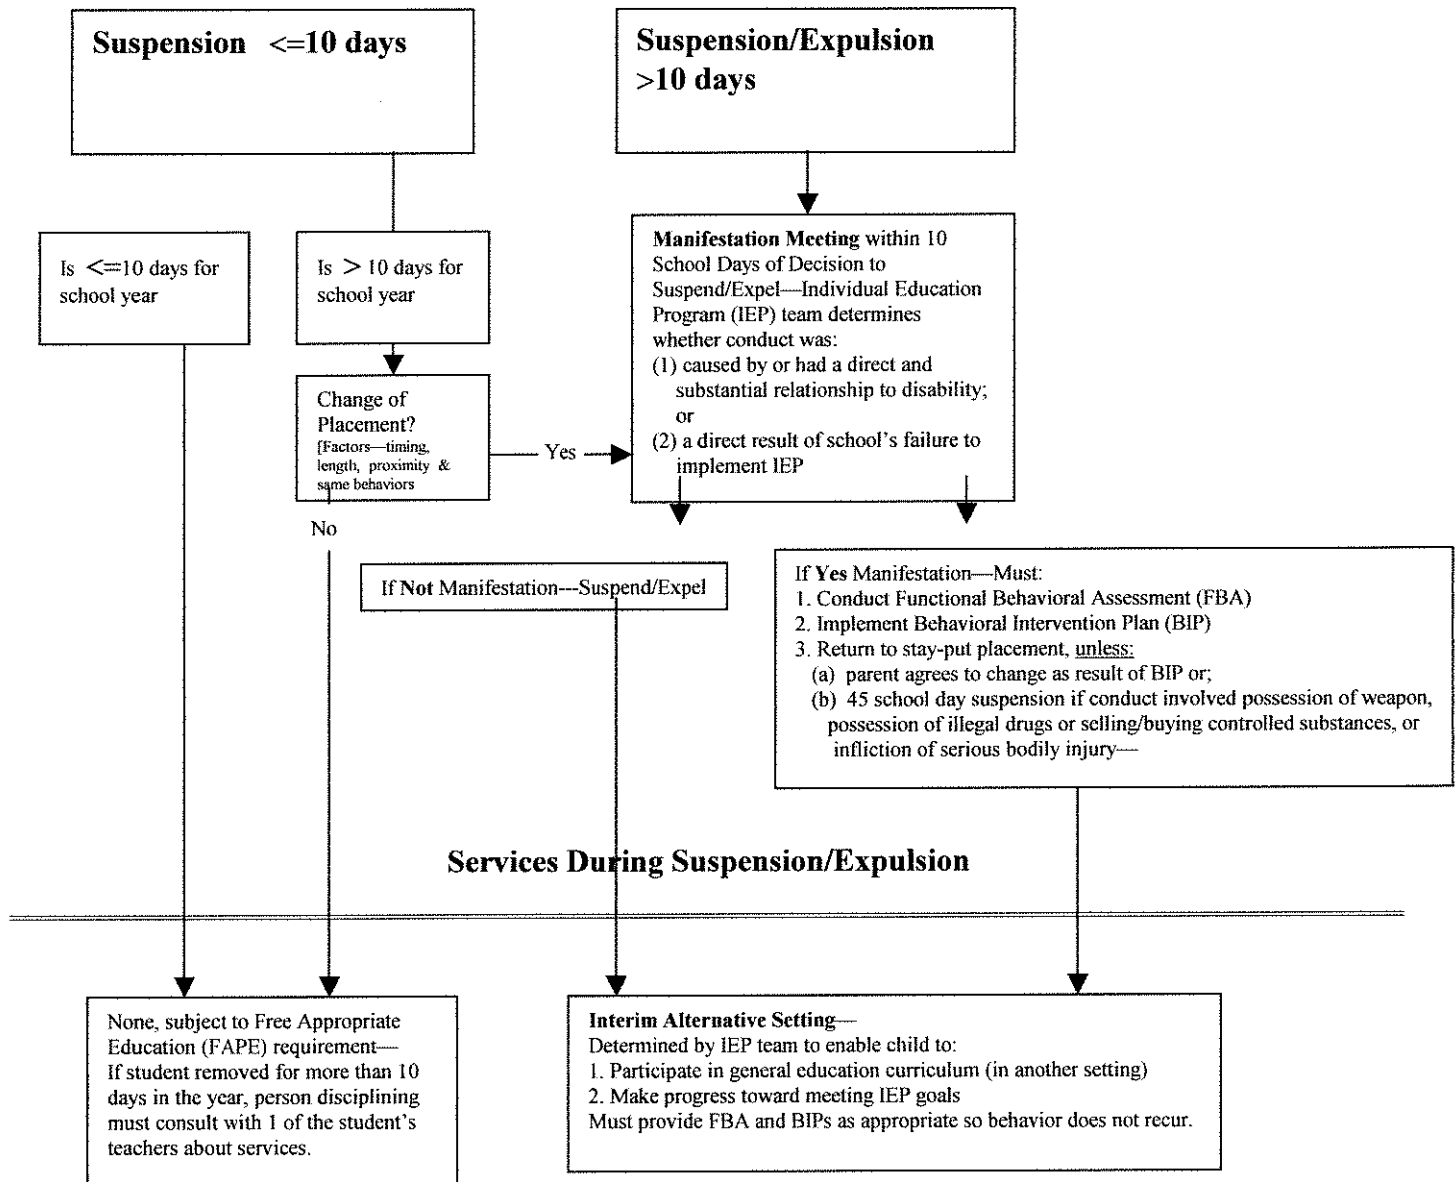 Suspension <=10 days
Suspension/Expulsion
>10 days
Is <=10 days for
school year
Is > 10 days for
school year
Manifestation Meeting within 10
School Days of Decision to
Suspend/Expel—Individual Education
Program (IEP) team determines
whether conduct was:
(1) caused by or had a direct and
substantial relationship to disability;
or
(2) a direct result of school's failure to
implement IEP
Change of
Placement?
[Factors—timing,
length, proximity &
same behaviors
Yes
No
If Not Manifestation---Suspend/Expel
If Yes Manifestation—Must:
1. Conduct Functional Behavioral Assessment (FBA)
2. Implement Behavioral Intervention Plan (BIP)
3. Return to stay-put placement, unless:
(a) parent agrees to change as result of BIP or;
(b) 45 school day suspension if conduct involved possession of weapon,
possession of illegal drugs or selling/buying controlled substances, or
infliction of serious bodily injury—
Services During Suspension/Expulsion
None, subject to Free Appropriate
Education (FAPE) requirement—
If student removed for more than 10
days in the year, person disciplining
must consult with 1 of the student's
teachers about services.
Interim Alternative Setting—
Determined by IEP team to enable child to:
1. Participate in general education curriculum (in another setting)
2. Make progress toward meeting IEP goals
Must provide FBA and BIPs as appropriate so behavior does not recur.